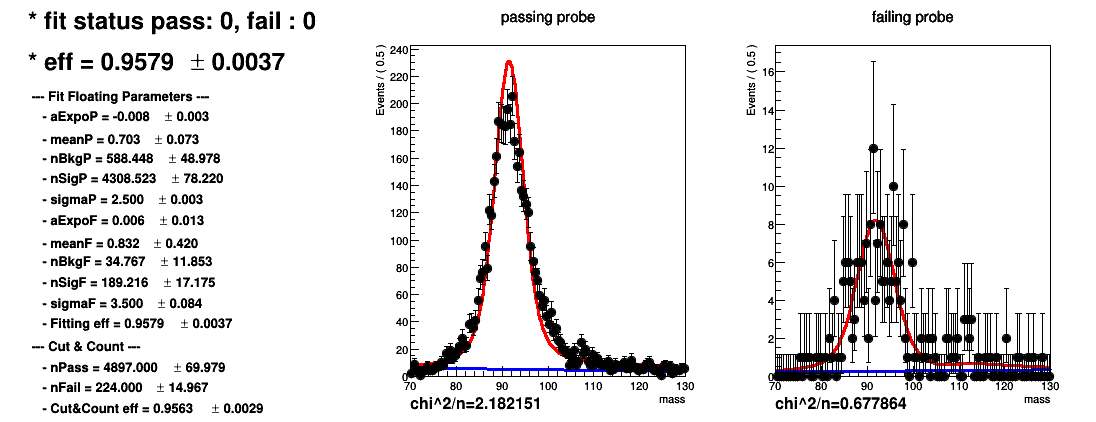 * fit status pass: 0, fail : 0
* eff = 0.9579 ± 0.0037
--- Fit Floating Parameters ---
- aExpoP = -0.008 ± 0.003
- meanP = 0.703 ± 0.073
- nBkgP = 588.448 ± 48.978
- nSigP = 4308.523 ± 78.220
- sigmaP = 2.500 ± 0.003
- aExpoF = 0.006 ± 0.013
- meanF = 0.832 ± 0.420
- nBkgF = 34.767 ± 11.853
- nSigF = 189.216 ± 17.175
- sigmaF = 3.500 ± 0.084
- Fitting eff = 0.9579 ± 0.0037
--- Cut & Count ---
- nPass = 4897.000 ± 69.979
- nFail = 224.000 ± 14.967
- Cut&Count eff = 0.9563 ± 0.0029
passing probe
Events / ( 0.5 )
240
220
200
180
160
140
120
100
80
60
40
20
0
70 80 90 100 110 120 130
mass
chi^2/n=2.182151
failing probe
Events / ( 0.5 )
16
14
12
10
8
6
4
2
0
70 80 90 100 110 120 130
mass
chi^2/n=0.677864